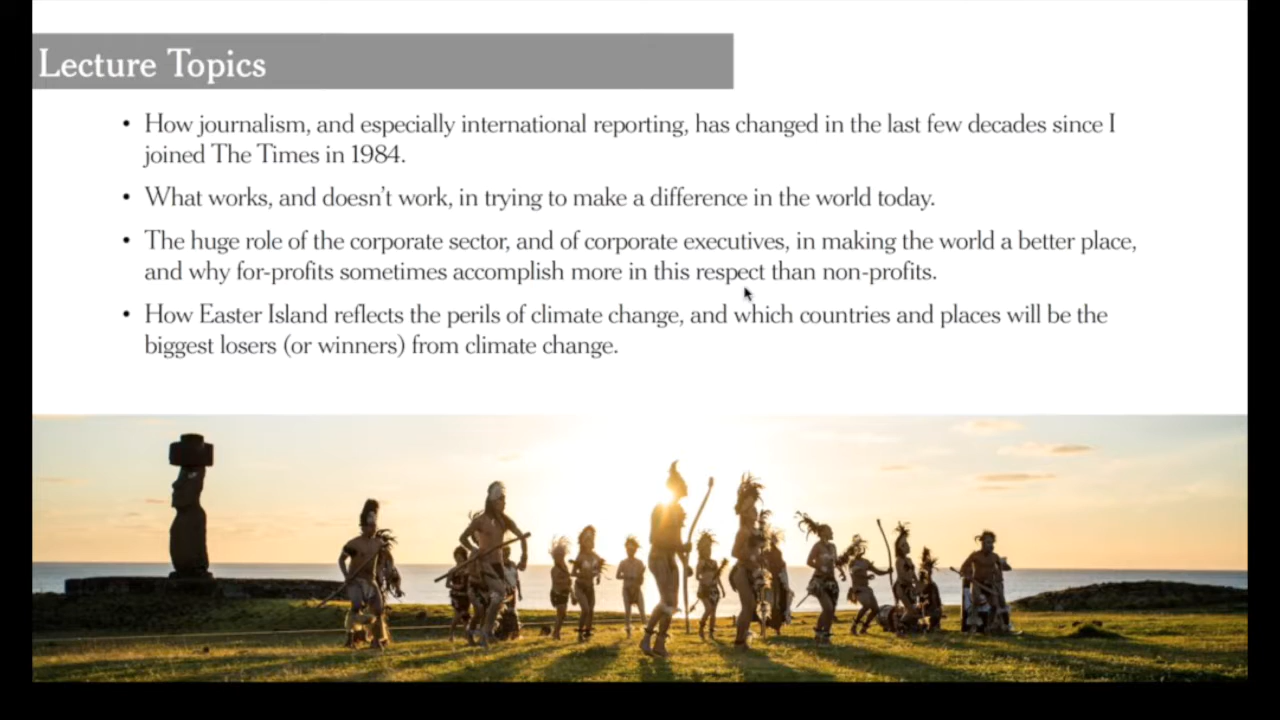 Lecture Topics
• How journalism, and especially international reporting, has changed in the last few decades since I
joined The Times in 1984.
• What works, and doesn’t work, in trying to make a difference in the world today.
• The huge role of the corporate sector, and of corporate executives, in making the world a better place,
and why for-profits sometimes accomplish more in this respect than non-profits.
• How Easter Island reflects the perils of climate change, and which countries and places will be the
biggest losers (or winners) from climate change.